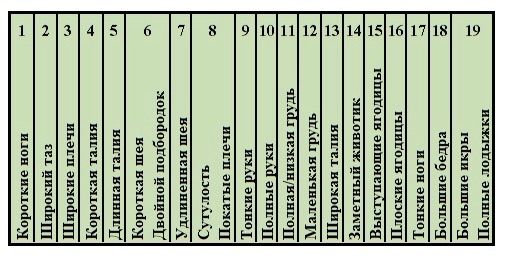 1 2 3 4 5 6 7 8 9 10 11 12 13 14 15 16 17 18 19
Короткие ноги
Широкий таз
Широкие плечи
Короткая талия
Длинная талия
Короткая шея
Двойной подбородок
Удлиненная шея
Сутулость
Покатые плечи
Тонкие руки
Полные руки
Полная/низкая грудь
Маленькая грудь
Широкая талия
Заметный животик
Выступающие ягодицы
Плоские ягодицы
Тонкие ноги
Большие бедра
Большие икры
Полные лодыжки